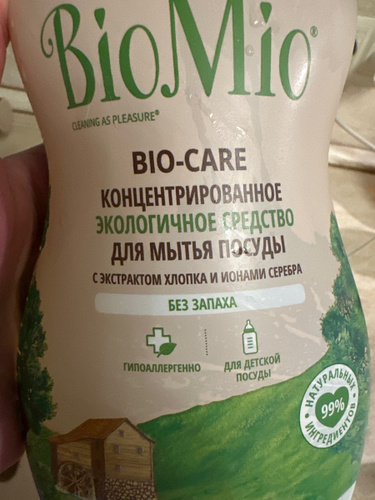 BioMio®
CLEANING AS PLEASURE®
BIO-CARE
КОНЦЕНТРИРОВАННОЕ
ЭКОЛОГИЧНОЕ СРЕДСТВО
ДЛЯ МЫТЬЯ ПОСУДЫ
С ЭКСТРАКТОМ ХЛОПКА И ИОНАМИ СЕРЕБРА
БЕЗ ЗАПАХА
ГИПОАЛЛЕРГЕННО
ДЛЯ ДЕТСКОЙ
ПОСУДЫ
НАТУРАЛЬНЫХ
99%
ИНГРЕДИЕНТОВ